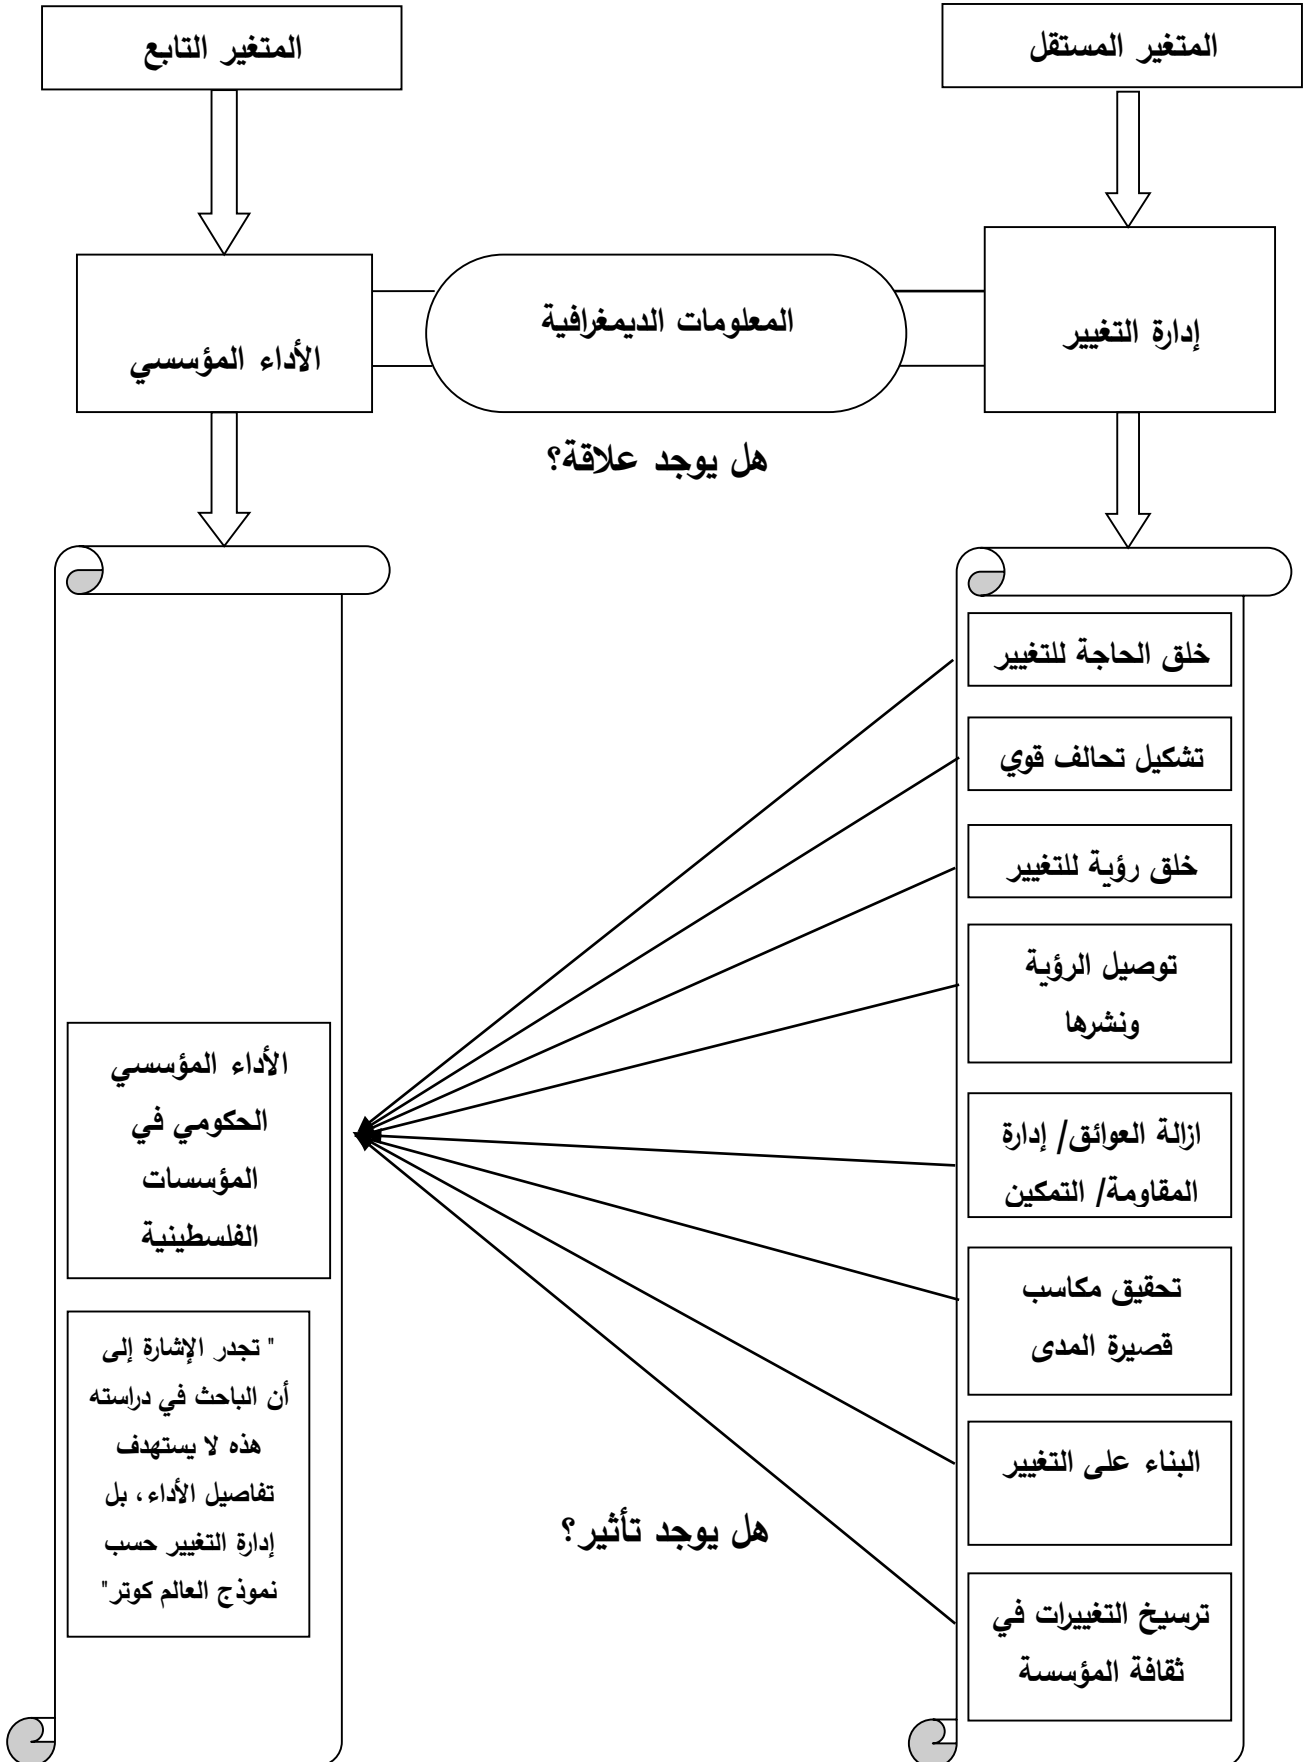 المتغير المستقل
المتغير التابع
إدارة التغيير
المعلومات الديمغرافية
الأداء المؤسسي
هل يوجد علاقة؟
خلق الحاجة للتغيير
تشكيل تحالف قوي
خلق رؤية للتغيير
توصيل الرؤية
ونشرها
ازالة العوائق/ إدارة
المقاومة/ التمكين
تحقيق مكاسب
قصيرة المدى
البناء على التغيير
ترسيخ التغييرات في
ثقافة المؤسسة
هل يوجد تأثير؟
الأداء المؤسسي
الحكومي في
المؤسسات
الفلسطينية
" تجدر الإشارة إلى
أن الباحث في دراسته
هذه لا يستهدف
تفاصيل الأداء، بل
إدارة التغيير حسب
نموذج العالم كوتر"